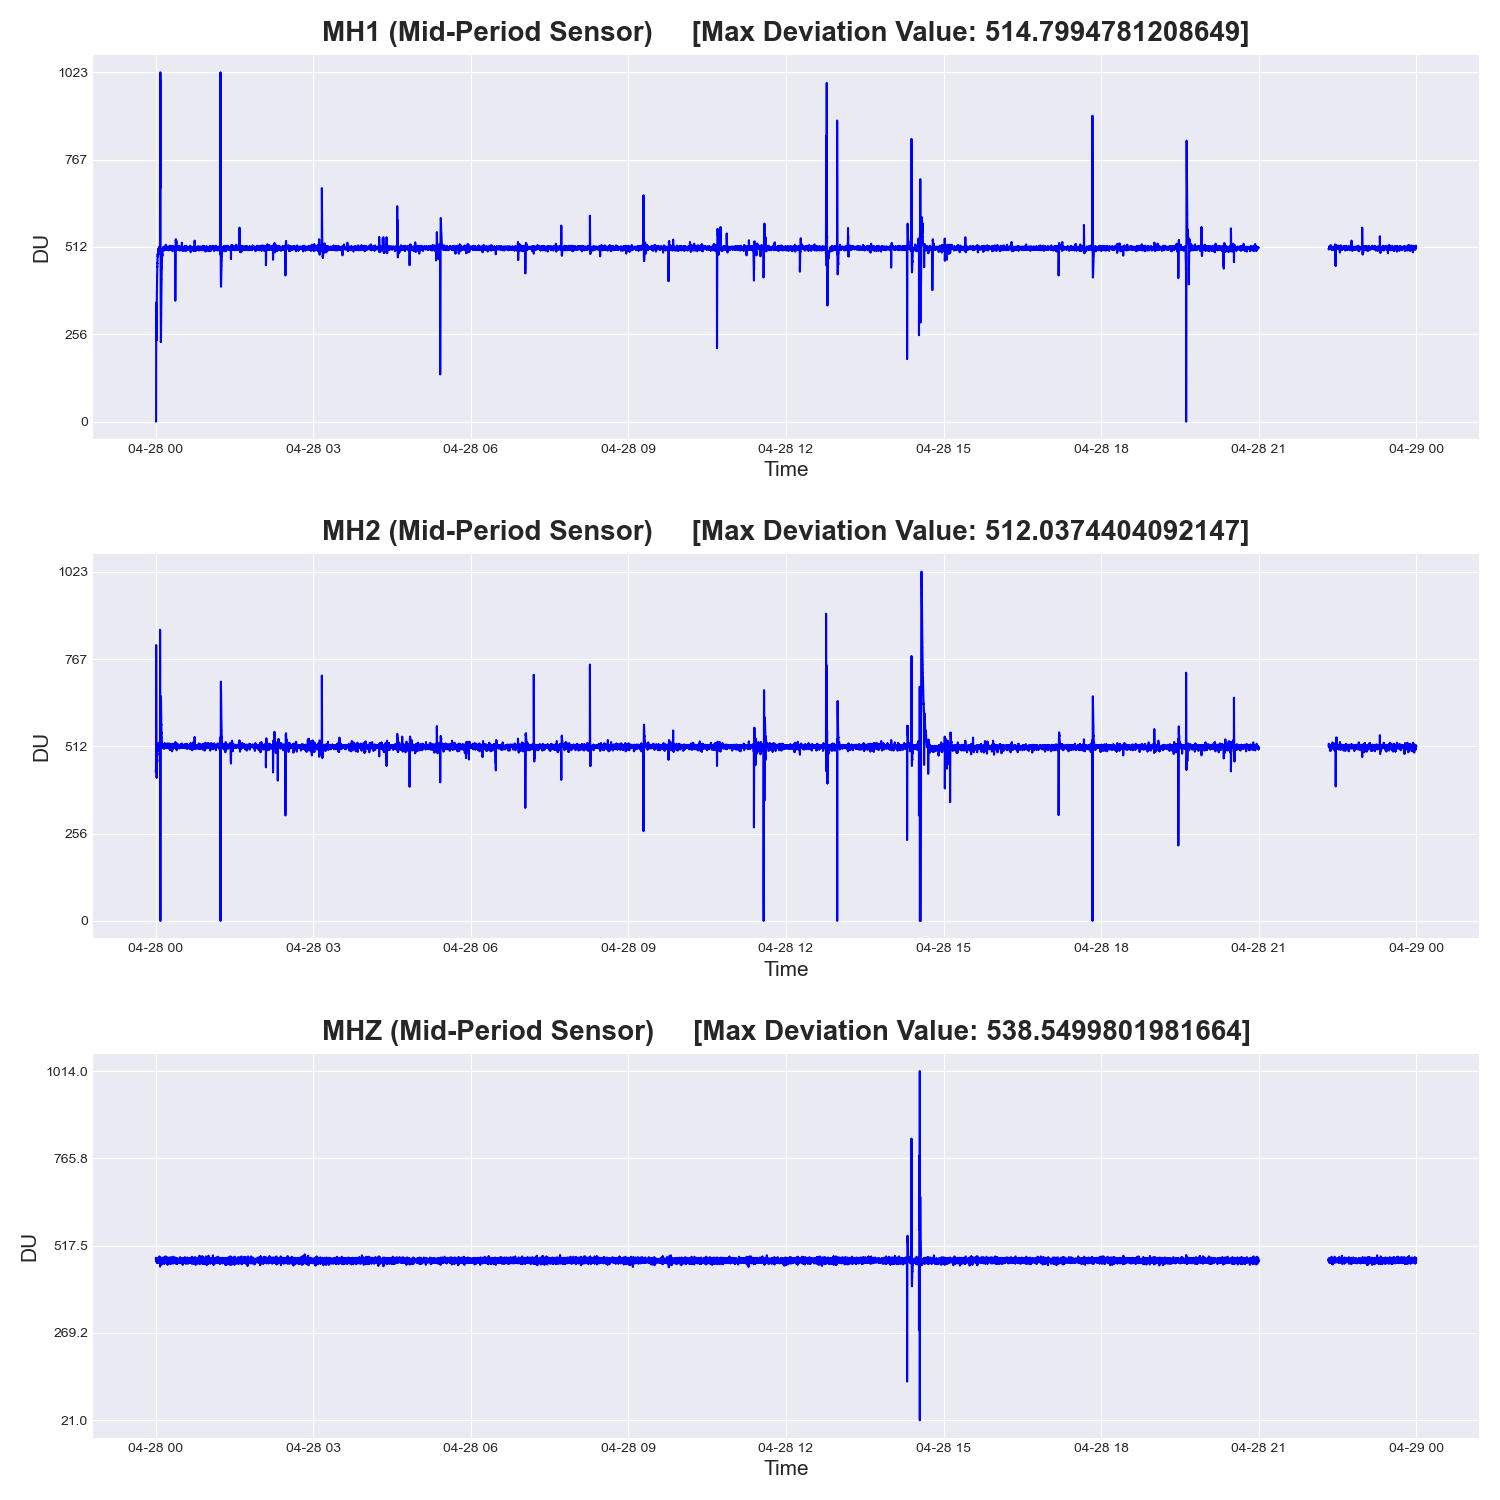 MH1 (Mid-Period Sensor) [Max Deviation Value: 514.7994781208649]
1023
767
512
256
0
DU
04-28 00 04-28 03 04-28 06 04-28 09 04-28 12 04-28 15 04-28 18 04-28 21 04-29 00
Time
MH2 (Mid-Period Sensor) [Max Deviation Value: 512.0374404092147]
1023
767
512
256
0
DU
04-28 00 04-28 03 04-28 06 04-28 09 04-28 12 04-28 15 04-28 18 04-28 21 04-29 00
Time
MHZ (Mid-Period Sensor) [Max Deviation Value: 538.5499801981664]
1014.0
765.8
517.5
269.2
21.0
DU
04-28 00 04-28 03 04-28 06 04-28 09 04-28 12 04-28 15 04-28 18 04-28 21 04-29 00
Time